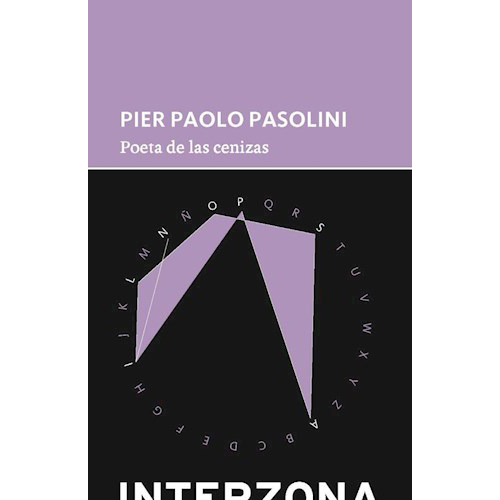 PIER PAOLO PASOLINI
Poeta de las cenizas
A B C D E F G H I J K L M N Ñ O P Q R S T U V W X Y Z
INTERZONA